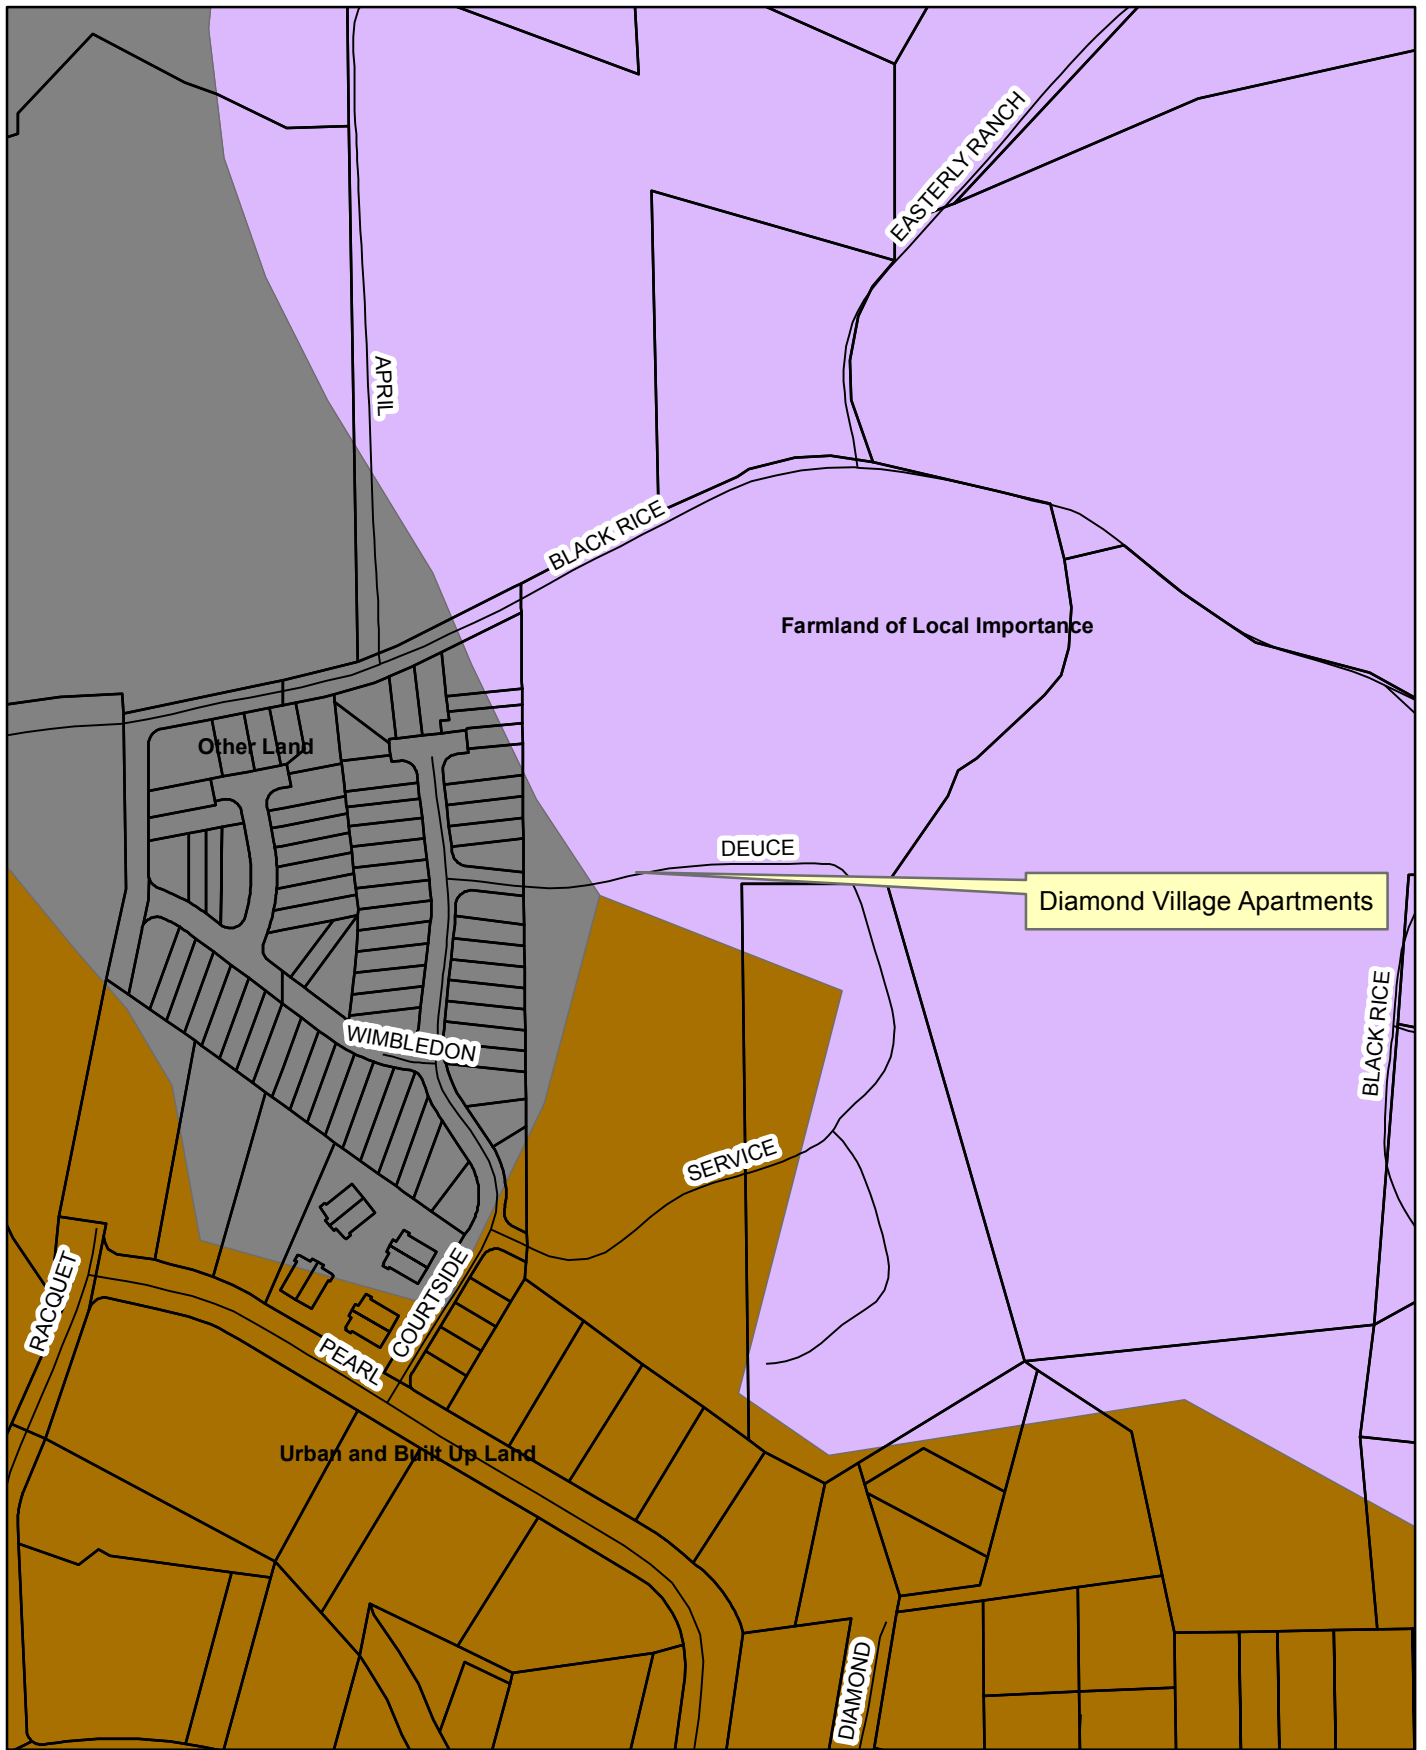 EASTERLY RANCH
APRIL
BLACK RICE
Farmland of Local Importance
Other Land
DEUCE
Diamond Village Apartments
BLACK RICE
WIMBLEDON
SERVICE
RACQUET
COURTSIDE
PEARL
Urban and Built Up Land
DIAMOND